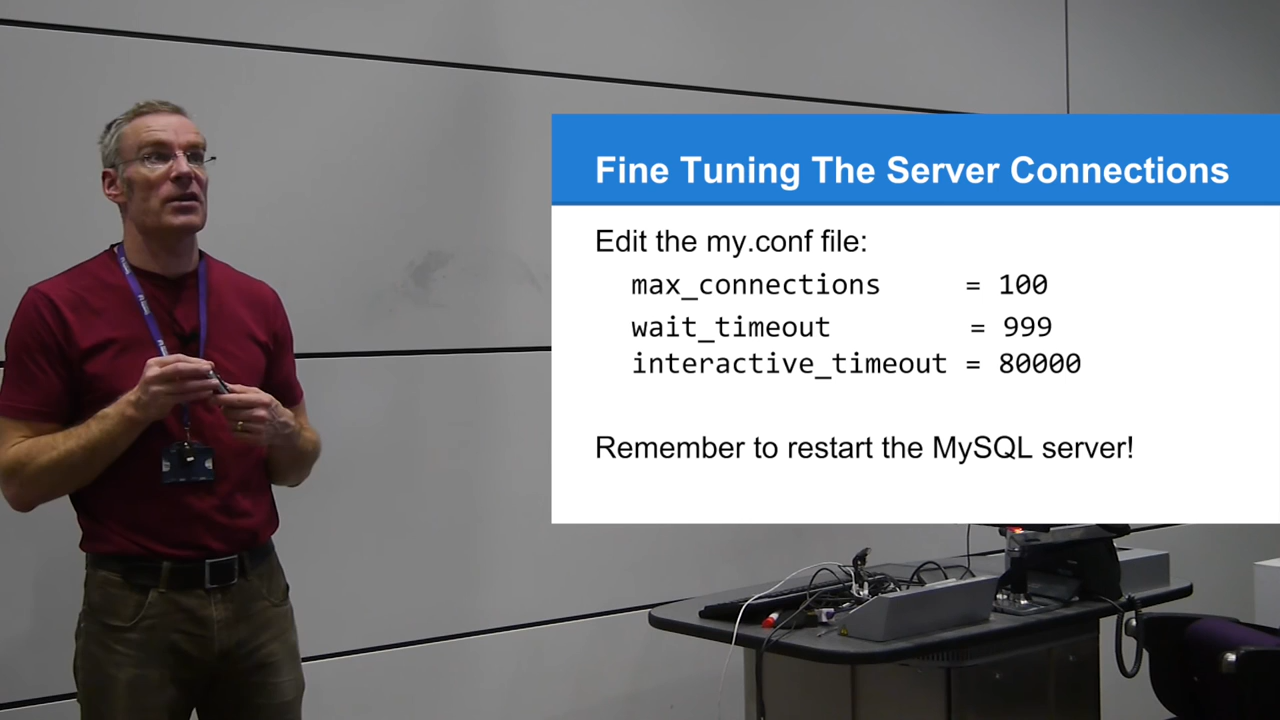 Fine Tuning The Server Connections
Edit the my.conf file:
max_connections = 100
wait_timeout = 999
interactive_timeout = 80000
Remember to restart the MySQL server!